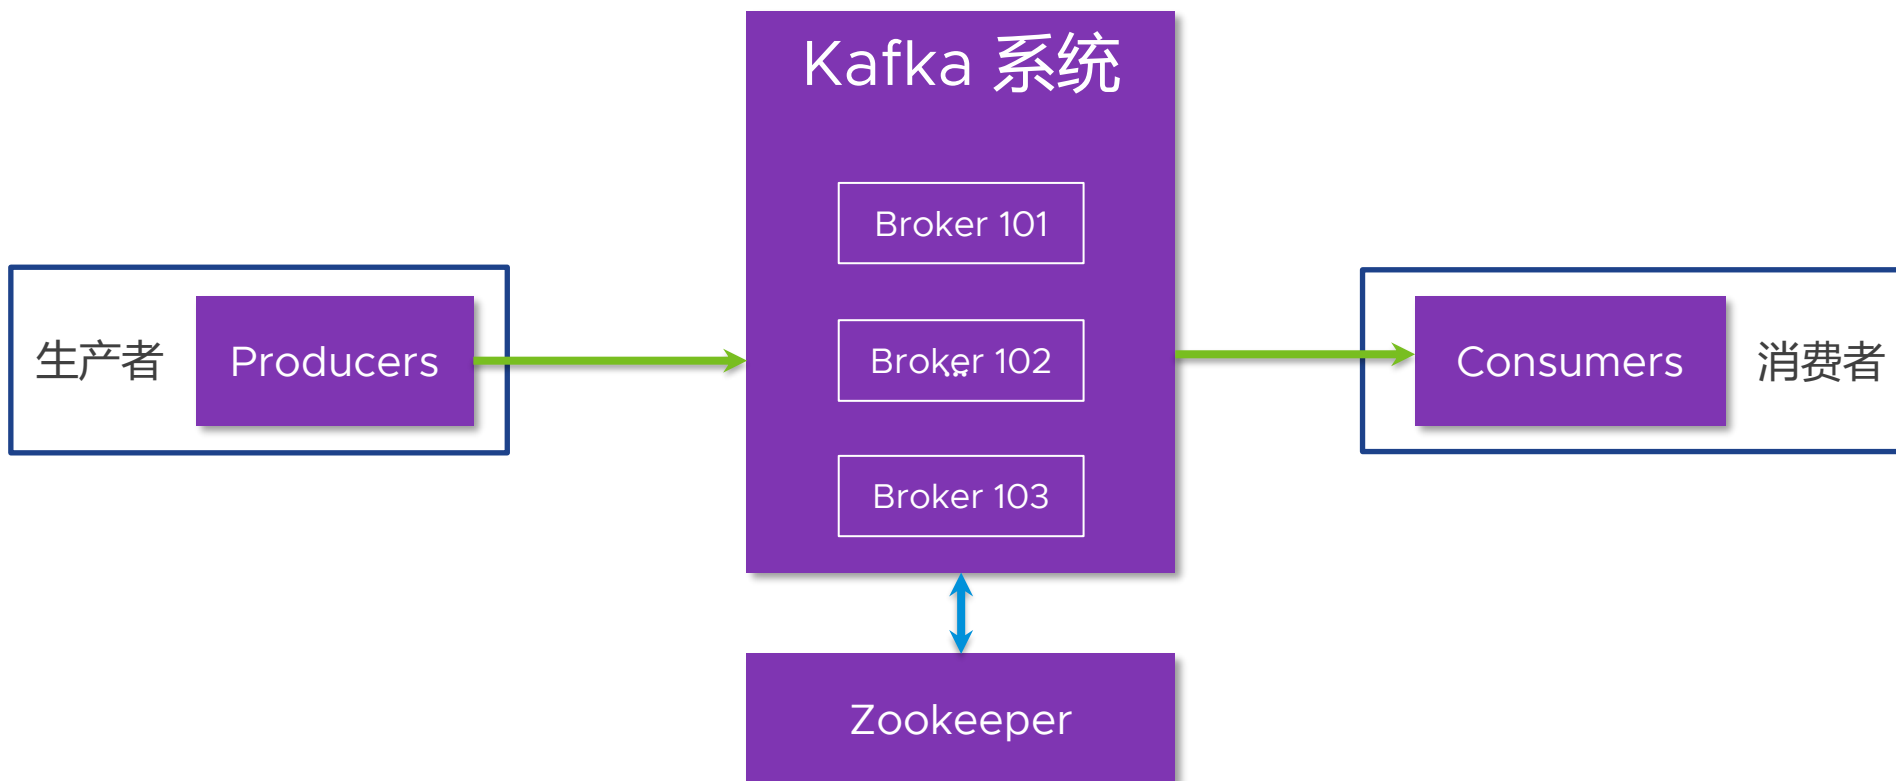 Kafka 系统
Broker 101
生产者
Producers
Broker 102
...
Consumers
消费者
Broker 103
Zookeeper